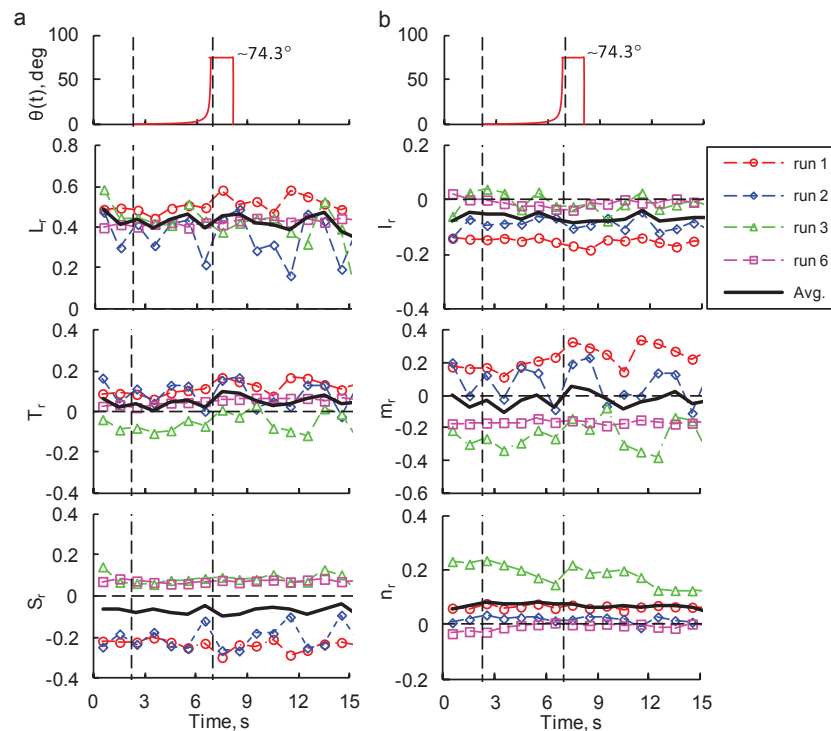 a
b
θ(t), deg
100
50
0
~74.3°
θ(t), deg
100
50
0
~74.3°
L_r
0.8
0.6
0.4
0.2
0
l_r
0.2
0
-0.2
-0.4
run 1
run 2
run 3
run 6
Avg.
T_r
0.4
0.2
0
-0.2
-0.4
m_r
0.4
0.2
0
-0.2
-0.4
-0.6
S_r
0.4
0.2
0
-0.2
-0.4
n_r
0.4
0.2
0
-0.2
0 3 6 9 12 15
Time, s
0 3 6 9 12 15
Time, s